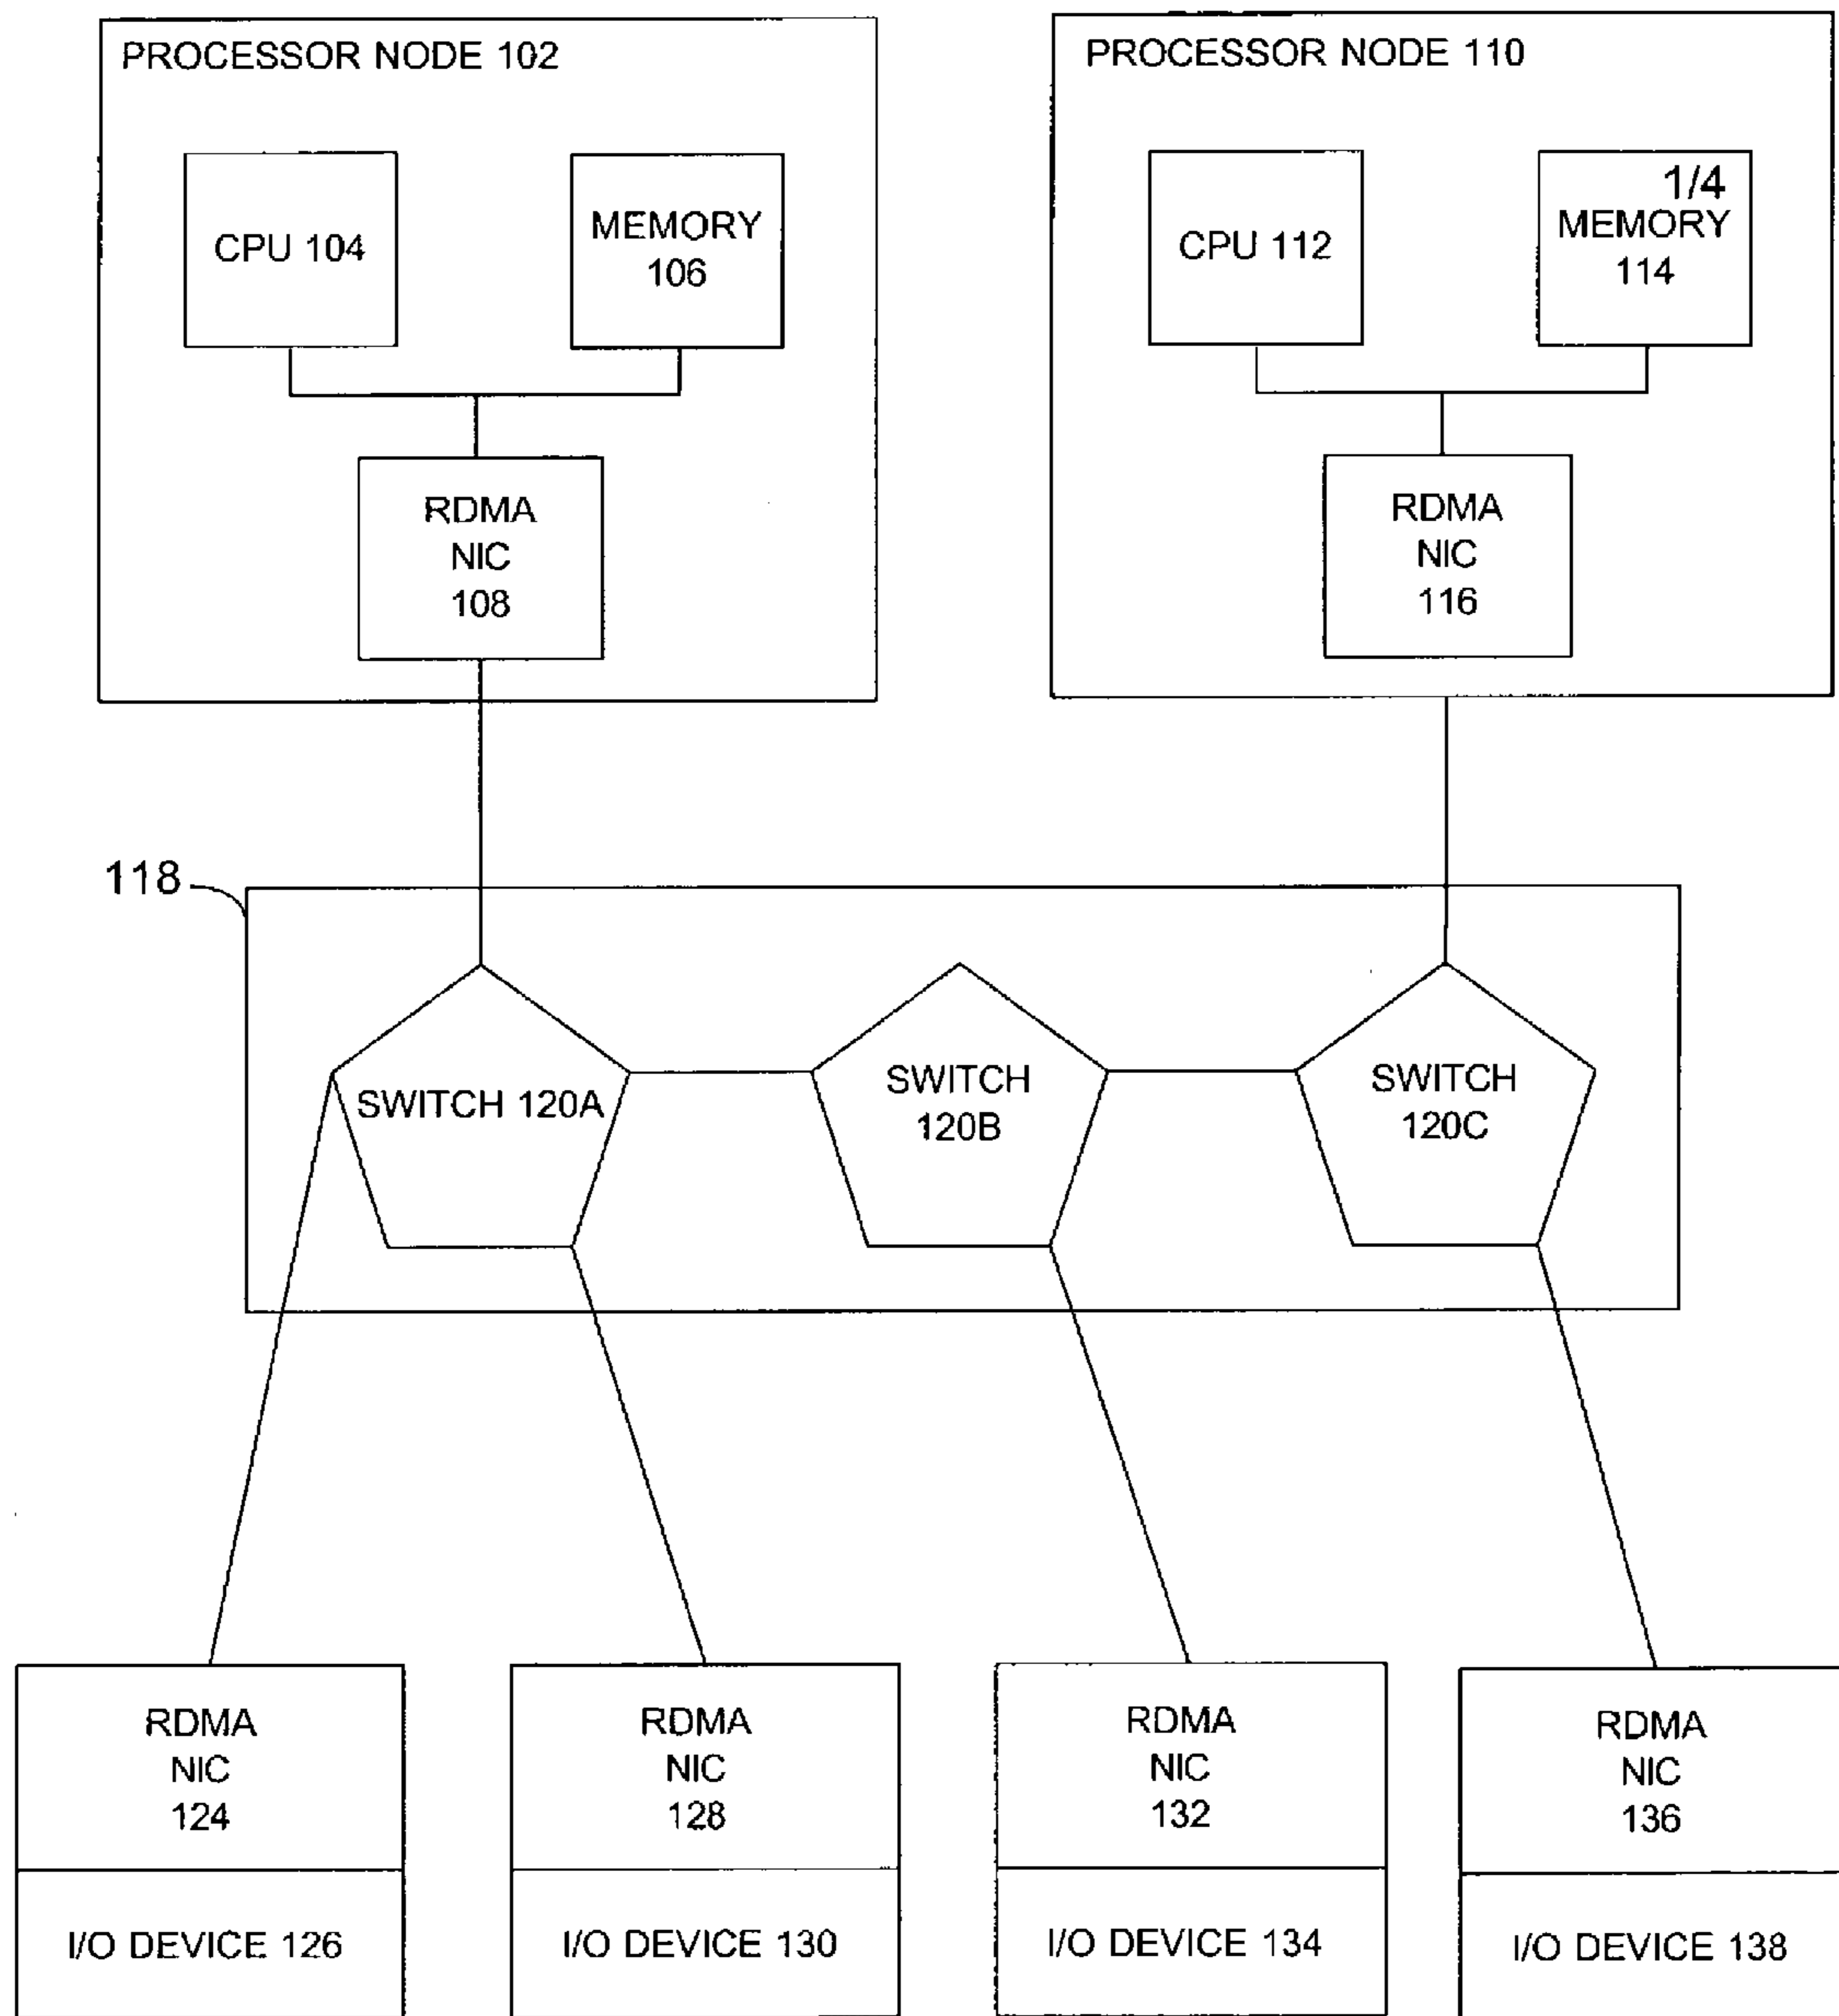 PROCESSOR NODE 102
CPU 104
MEMORY
106
RDMA
NIC
108
PROCESSOR NODE 110
CPU 112
1/4
MEMORY
114
RDMA
NIC
116
118
SWITCH 120A
SWITCH
120B
SWITCH
120C
RDMA
NIC
124
I/O DEVICE 126
RDMA
NIC
128
I/O DEVICE 130
RDMA
NIC
132
I/O DEVICE 134
RDMA
NIC
136
I/O DEVICE 138